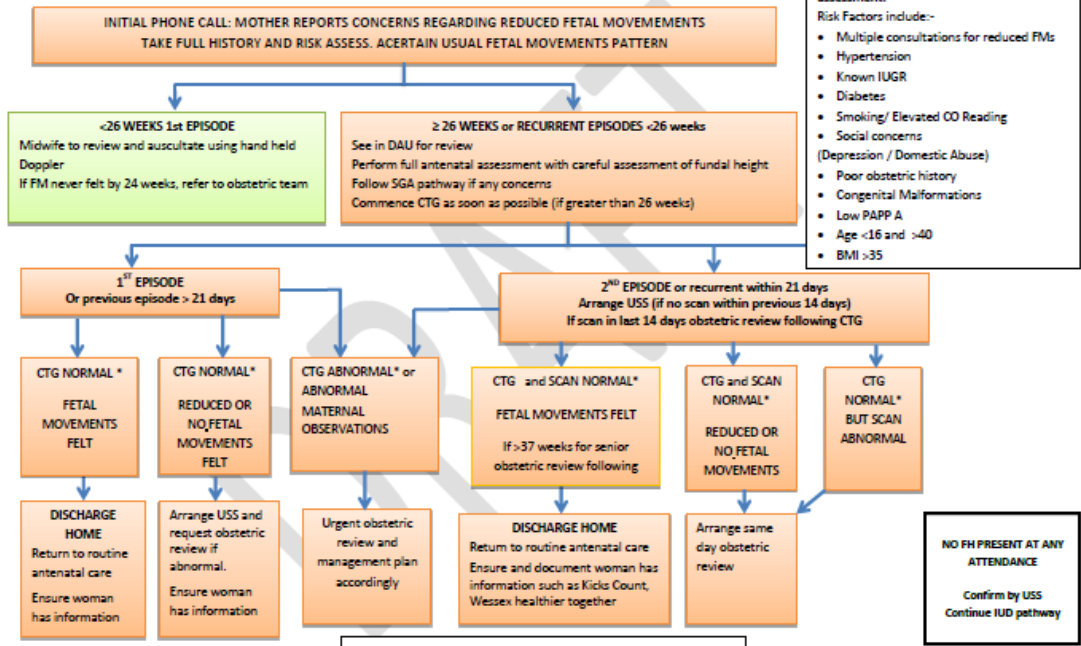 INITIAL PHONE CALL: MOTHER REPORTS CONCERNS REGARDING REDUCED FETAL MOVEMEMENTS
TAKE FULL HISTORY AND RISK ASSESS. ACERTAIN USUAL FETAL MOVEMENTS PATTERN
Risk Factors include:-
• Multiple consultations for reduced FMs
• Hypertension
• Known IUGR
• Diabetes
• Smoking/ Elevated CO Reading
• Social concerns
(Depression / Domestic Abuse)
• Poor obstetric history
• Congenital Malformations
• Low PAPP A
• Age <16 and >40
• BMI >35
<26 WEEKS 1st EPISODE
Midwife to review and auscultate using hand held
Doppler
If FM never felt by 24 weeks, refer to obstetric team
≥ 26 WEEKS or RECURRENT EPISODES <26 weeks
See in DAU for review
Perform full antenatal assessment with careful assessment of fundal height
Follow SGA pathway if any concerns
Commence CTG as soon as possible (if greater than 26 weeks)
1ST EPISODE
Or previous episode > 21 days
2ND EPISODE or recurrent within 21 days
Arrange USS (if no scan within previous 14 days)
If scan in last 14 days obstetric review following CTG
CTG NORMAL *
FETAL
MOVEMENTS
FELT
CTG NORMAL*
REDUCED OR
NO FETAL
MOVEMENTS
FELT
CTG ABNORMAL* or
ABNORMAL
MATERNAL
OBSERVATIONS
CTG and SCAN NORMAL*
FETAL MOVEMENTS FELT
If >37 weeks for senior
obstetric review following
CTG and SCAN
NORMAL*
REDUCED OR
NO FETAL
MOVEMENTS
CTG
NORMAL*
BUT SCAN
ABNORMAL
DISCHARGE
HOME
Return to routine
antenatal care
Ensure woman
has information
Arrange USS and
request obstetric
review if
abnormal.
Ensure woman
has information
Urgent obstetric
review and
management plan
accordingly
DISCHARGE HOME
Return to routine antenatal care
Ensure and document woman has
information such as Kicks Count,
Wessex healthier together
Arrange same
day obstetric
review
NO FH PRESENT AT ANY
ATTENDANCE
Confirm by USS
Continue IUD pathway
DRAFT